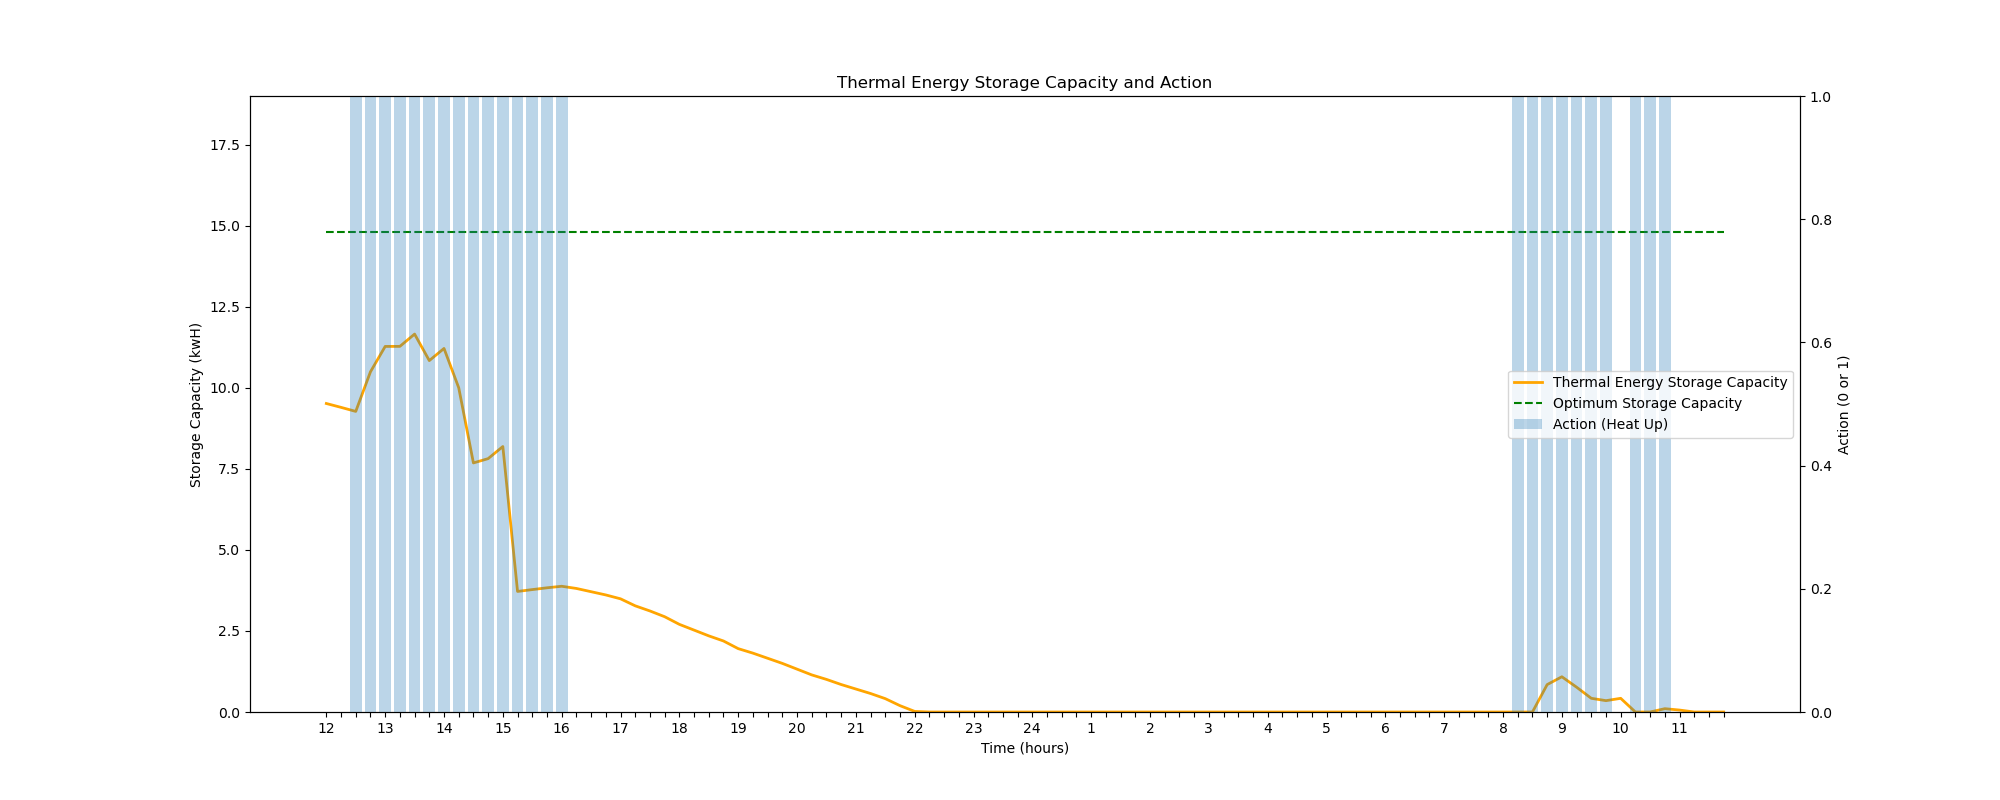 Thermal Energy Storage Capacity and Action
17.5
15.0
12.5
10.0
7.5
5.0
2.5
0.0
Storage Capacity (kwH)
1.0
0.8
0.6
0.4
0.2
0.0
Action (0 or 1)
Thermal Energy Storage Capacity
Optimum Storage Capacity
Action (Heat Up)
12 13 14 15 16 17 18 19 20 21 22 23 24 1 2 3 4 5 6 7 8 9 10 11
Time (hours)